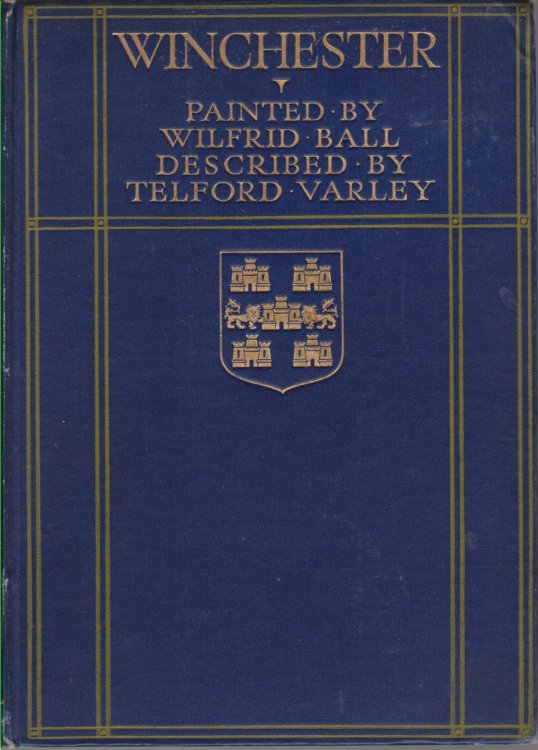 WINCHESTER
PAINTED · BY
WILFRID · BALL
DESCRIBED · BY
TELFORD · VARLEY